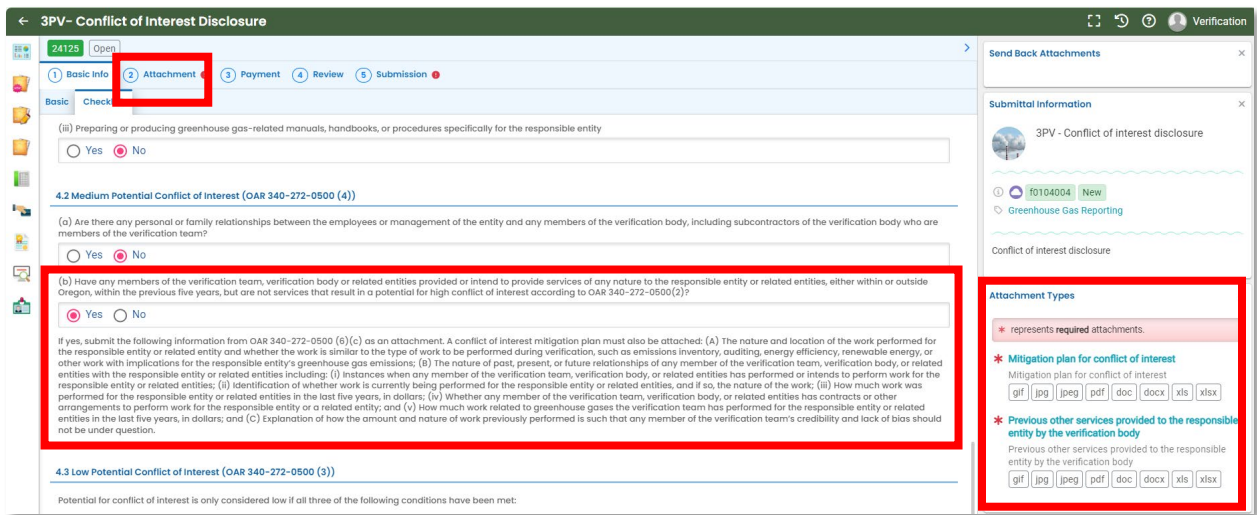 3PV- Conflict of Interest Disclosure
Verification
24125 Open
1 Basic Info 2 Attachment 3 Payment 4 Review 5 Submission
Basic Check
(iii) Preparing or producing greenhouse gas-related manuals, handbooks, or procedures specifically for the responsible entity
Yes No
4.2 Medium Potential Conflict of Interest (OAR 340-272-0500 (4))
(a) Are there any personal or family relationships between the employees or management of the entity and any members of the verification body, including subcontractors of the verification body who are
members of the verification team?
Yes No
(b) Have any members of the verification team, verification body or related entities provided or intend to provide services of any nature to the responsible entity or related entities, either within or outside
Oregon, within the previous five years, but are not services that result in a potential for high conflict of interest according to OAR 340-272-0500(2)?
Yes No
If yes, submit the following information from OAR 340-272-0500 (6)(c) as an attachment. A conflict of interest mitigation plan must also be attached: (A) The nature and location of the work performed for
the responsible entity or related entity and whether the work is similar to the type of work to be performed during verification, such as emissions inventory, auditing, energy efficiency, renewable energy, or
other work with implications for the responsible entity's greenhouse gas emissions; (B) The nature of past, present, or future relationships of any member of the verification team, verification body, or related
entities with the responsible entity or related entities including: (i) Instances when any member of the verification team, verification body, or related entities has performed or intends to perform work for the
responsible entity or related entities; (ii) Identification of whether work is currently being performed for the responsible entity or related entities, and if so, the nature of the work; (iii) How much work was
performed for the responsible entity or related entities in the last five years, in dollars; (iv) Whether any member of the verification team, verification body, or related entities has contracts or other
arrangements to perform work for the responsible entity or a related entity; and (v) How much work related to greenhouse gases the verification team has performed for the responsible entity or related
entities in the last five years, in dollars; and (C) Explanation of how the amount and nature of work previously performed is such that any member of the verification team's credibility and lack of bias should
not be under question.
4.3 Low Potential Conflict of Interest (OAR 340-272-0500 (3))
Potential for conflict of interest is only considered low if all three of the following conditions have been met:
Send Back Attachments
Submittal Information
3PV - Conflict of interest disclosure
f0104004 New
Greenhouse Gas Reporting
Conflict of interest disclosure
Attachment Types
* represents required attachments.
* Mitigation plan for conflict of interest
Mitigation plan for conflict of interest
gif jpg jpeg pdf doc docx xls xlsx
* Previous other services provided to the responsible
entity by the verification body
Previous other services provided to the responsible
entity by the verification body
gif jpg jpeg pdf doc docx xls xlsx